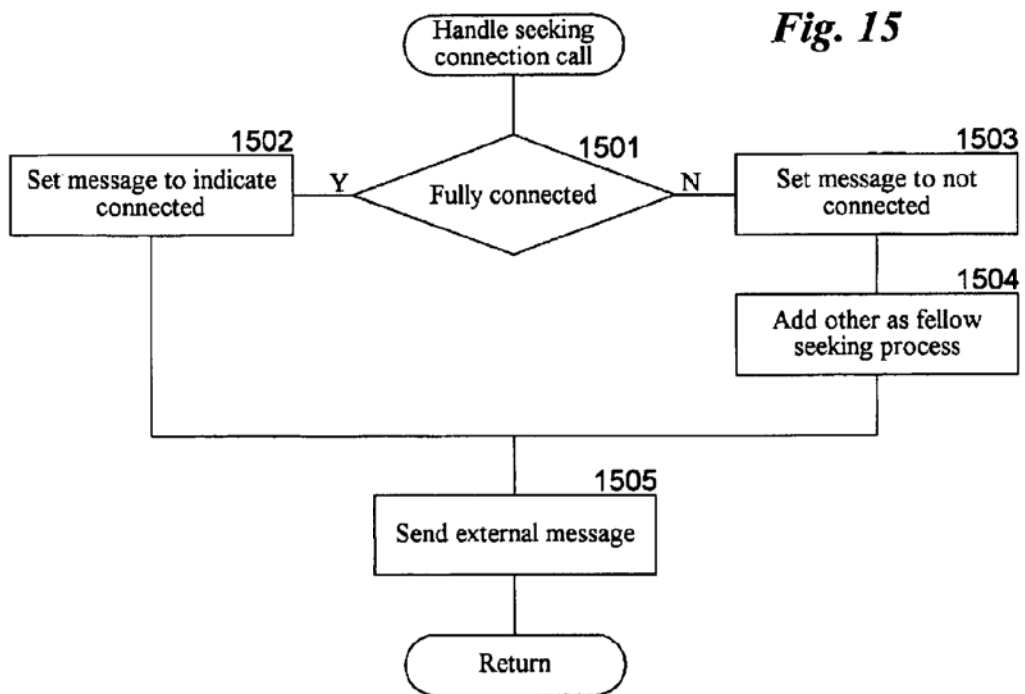 Fig. 15
Handle seeking
connection call
1501
Fully connected
Y
N
1502
Set message to indicate
connected
1503
Set message to not
connected
1504
Add other as fellow
seeking process
1505
Send external message
Return